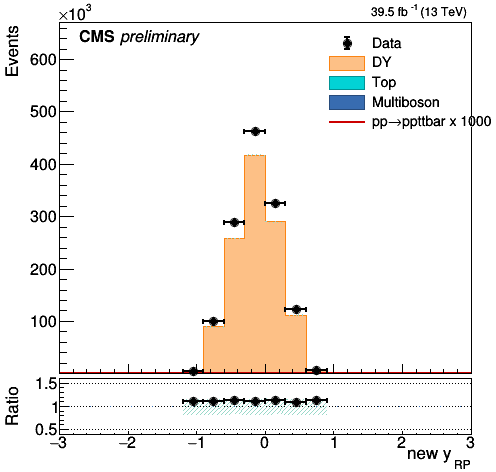 ×10³
39.5 fb⁻¹ (13 TeV)
CMS preliminary
Events
Data
DY
Top
Multiboson
pp→ppttbar x 1000
600
500
400
300
200
100
Ratio
1.5
1
0.5
−3 −2 −1 0 1 2 3
new y_RP